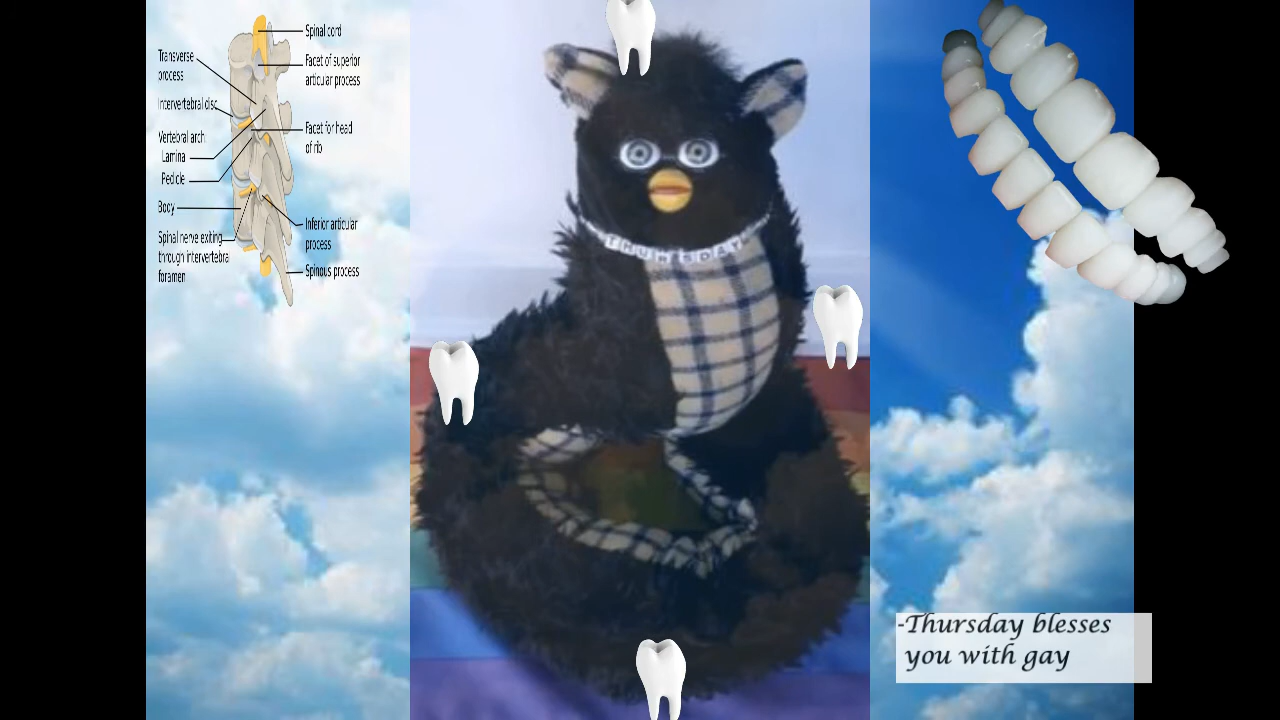 Spinal cord
Transverse
process
Facet of superior
articular process
Intervertebral disc
Facet for head
of rib
Vertebral arch
Lamina
Pedicle
Body
Inferior articular
process
Spinal nerve exiting
through intervertebra
foramen
Spinous process
THURSDAY
-Thursday blesses
you with gay